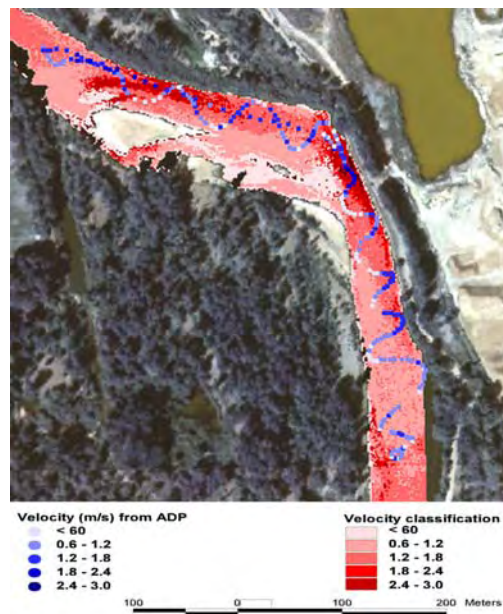 Velocity (m/s) from ADP
< 60
0.6 - 1.2
1.2 - 1.8
1.8 - 2.4
2.4 - 3.0
Velocity classification
< 60
0.6 - 1.2
1.2 - 1.8
1.8 - 2.4
2.4 - 3.0
100 0 100 200 Meters